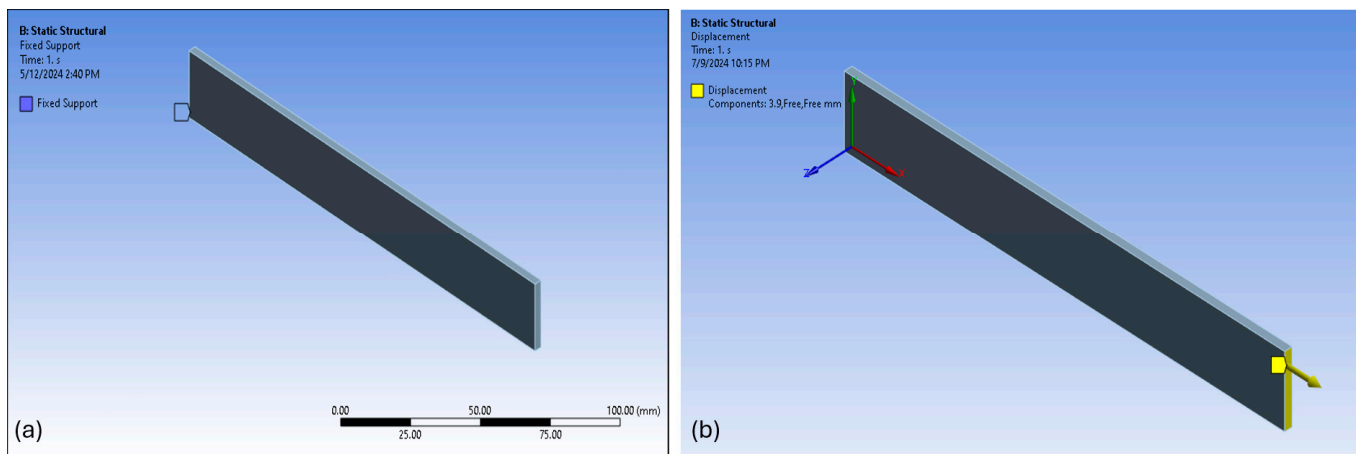 B: Static Structural
Fixed Support
Time: 1. s
5/12/2024 2:40 PM
Fixed Support
0.00 50.00 100.00 (mm)
25.00 75.00
(a)
B: Static Structural
Displacement
Time: 1. s
7/9/2024 10:15 PM
Displacement
Components: 3.9,Free,Free mm
Y
Z X
(b)